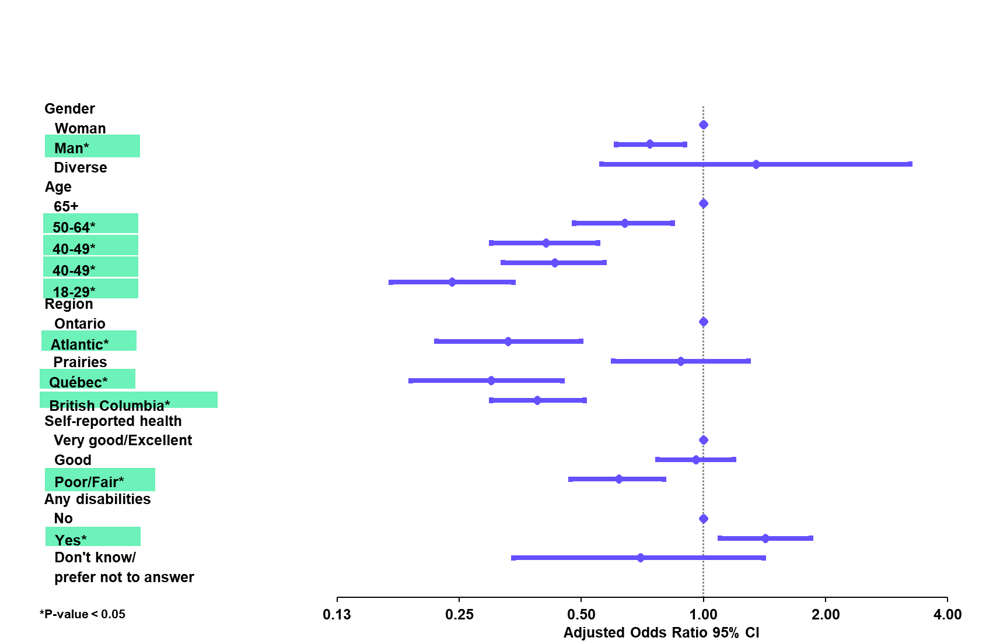 Gender
Woman
Man*
Diverse
Age
65+
50-64*
40-49*
40-49*
18-29*
Region
Ontario
Atlantic*
Prairies
Québec*
British Columbia*
Self-reported health
Very good/Excellent
Good
Poor/Fair*
Any disabilities
No
Yes*
Don't know/
prefer not to answer
*P-value < 0.05
0.13 0.25 0.50 1.00 2.00 4.00
Adjusted Odds Ratio 95% CI